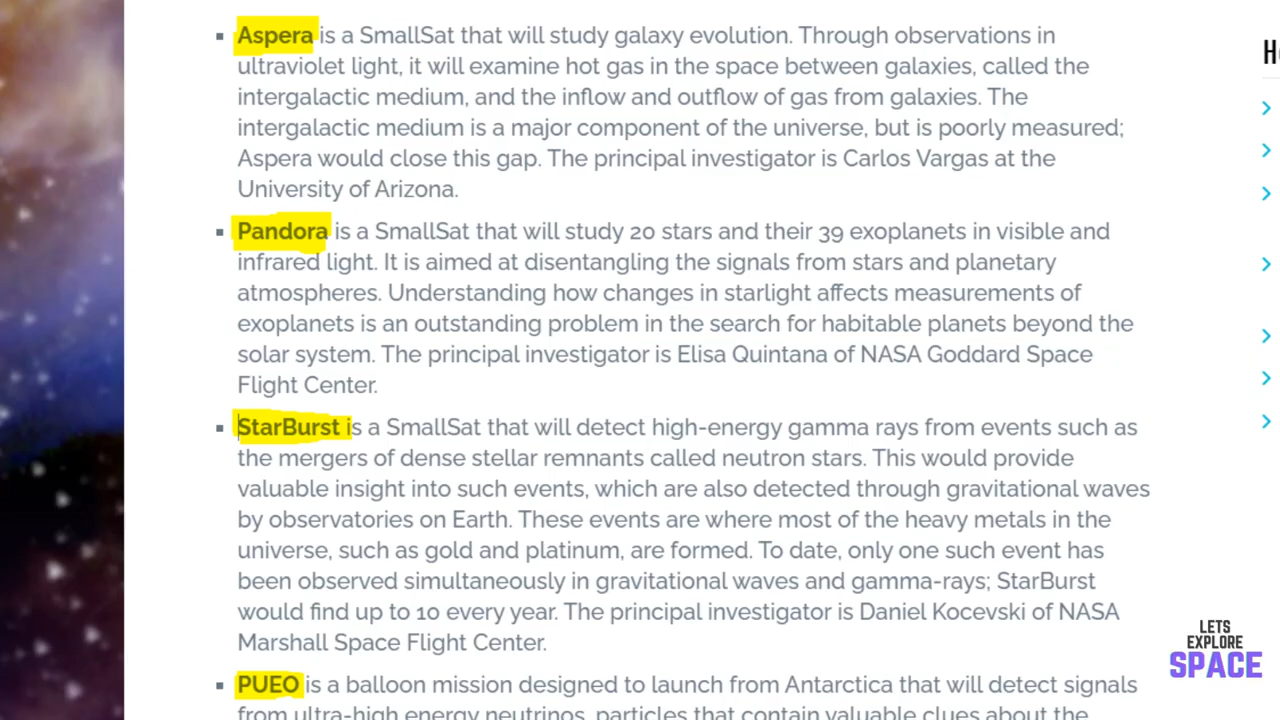 Aspera is a SmallSat that will study galaxy evolution. Through observations in
ultraviolet light, it will examine hot gas in the space between galaxies, called the
intergalactic medium, and the inflow and outflow of gas from galaxies. The
intergalactic medium is a major component of the universe, but is poorly measured;
Aspera would close this gap. The principal investigator is Carlos Vargas at the
University of Arizona.
Pandora is a SmallSat that will study 20 stars and their 39 exoplanets in visible and
infrared light. It is aimed at disentangling the signals from stars and planetary
atmospheres. Understanding how changes in starlight affects measurements of
exoplanets is an outstanding problem in the search for habitable planets beyond the
solar system. The principal investigator is Elisa Quintana of NASA Goddard Space
Flight Center.
StarBurst is a SmallSat that will detect high-energy gamma rays from events such as
the mergers of dense stellar remnants called neutron stars. This would provide
valuable insight into such events, which are also detected through gravitational waves
by observatories on Earth. These events are where most of the heavy metals in the
universe, such as gold and platinum, are formed. To date, only one such event has
been observed simultaneously in gravitational waves and gamma-rays; StarBurst
would find up to 10 every year. The principal investigator is Daniel Kocevski of NASA
Marshall Space Flight Center.
PUEO is a balloon mission designed to launch from Antarctica that will detect signals
from ultra-high energy neutrinos, particles that contain valuable clues about the
LETS
EXPLORE
SPACE